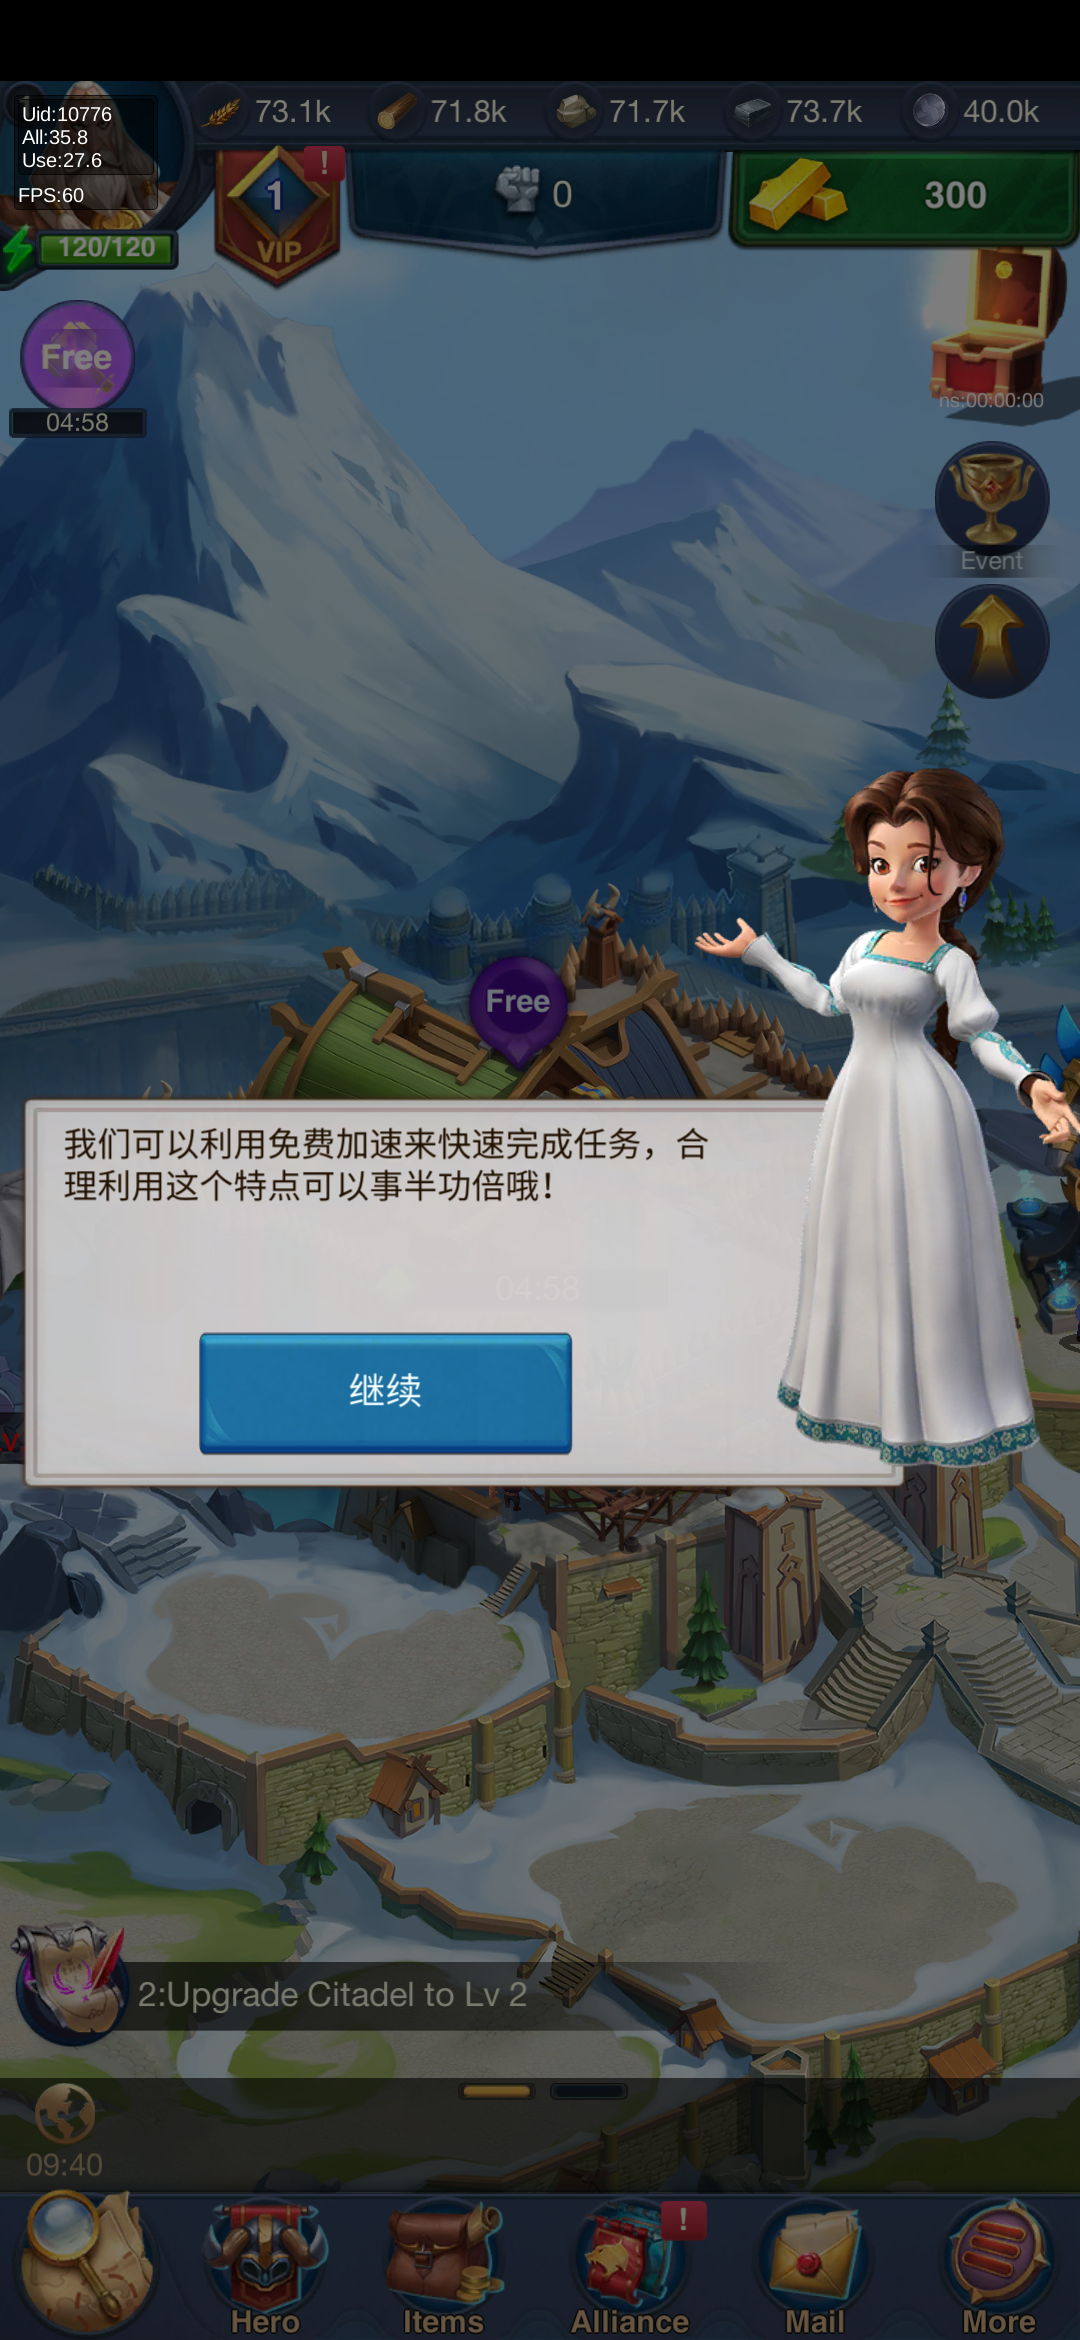 Uid:10776
All:35.8
Use:27.6
FPS:60
73.1k
71.8k
71.7k
73.7k
40.0k
!
1
VIP
0
300
120/120
Free
04:58
ns:00:00:00
Event
Free
我们可以利用免费加速来快速完成任务，合
理利用这个特点可以事半功倍哦！
04:58
继续
2:Upgrade Citadel to Lv 2
09:40
!
Hero
Items
Alliance
Mail
More